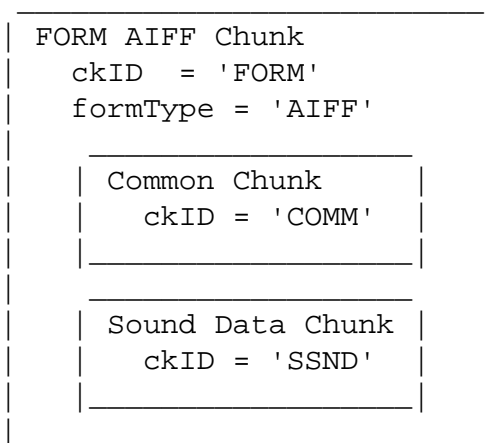 FORM AIFF Chunk
ckID = 'FORM'
formType = 'AIFF'
Common Chunk
ckID = 'COMM'
Sound Data Chunk
ckID = 'SSND'